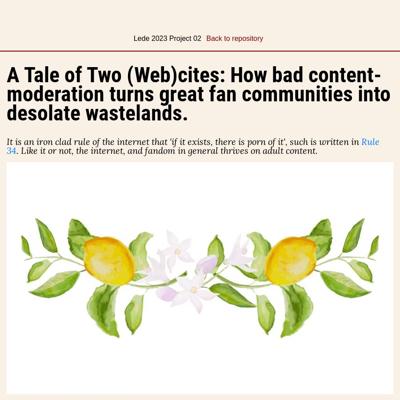 Lede 2023 Project 02 Back to repository
A Tale of Two (Web)cites: How bad content-
moderation turns great fan communities into
desolate wastelands.
It is an iron clad rule of the internet that 'if it exists, there is porn of it', such is written in Rule
34. Like it or not, the internet, and fandom in general thrives on adult content.